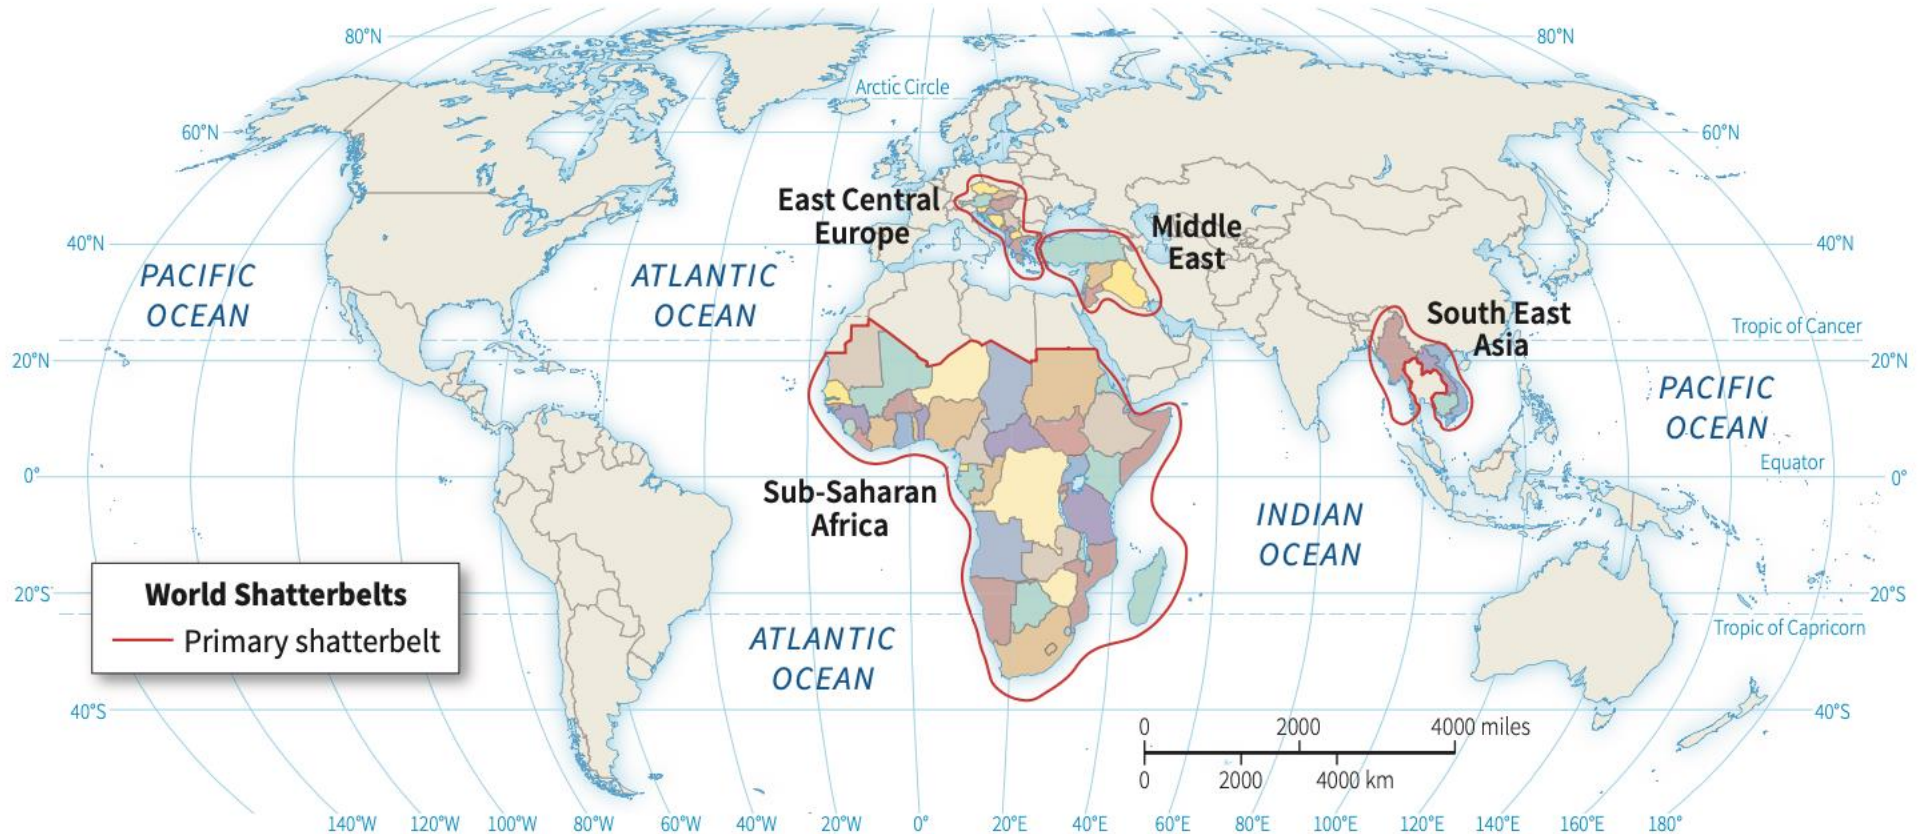 80°N
80°N
Arctic Circle
60°N
60°N
East Central
Europe
Middle
East
40°N
40°N
PACIFIC
OCEAN
ATLANTIC
OCEAN
South East
Asia
Tropic of Cancer
20°N
20°N
PACIFIC
OCEAN
Equator
0°
0°
Sub-Saharan
Africa
INDIAN
OCEAN
World Shatterbelts
Primary shatterbelt
20°S
20°S
Tropic of Capricorn
ATLANTIC
OCEAN
40°S
40°S
0 2000 4000 miles
0 2000 4000 km
140°W 120°W 100°W 80°W 60°W 40°W 20°W 0° 20°E 40°E 60°E 80°E 100°E 120°E 140°E 160°E 180°